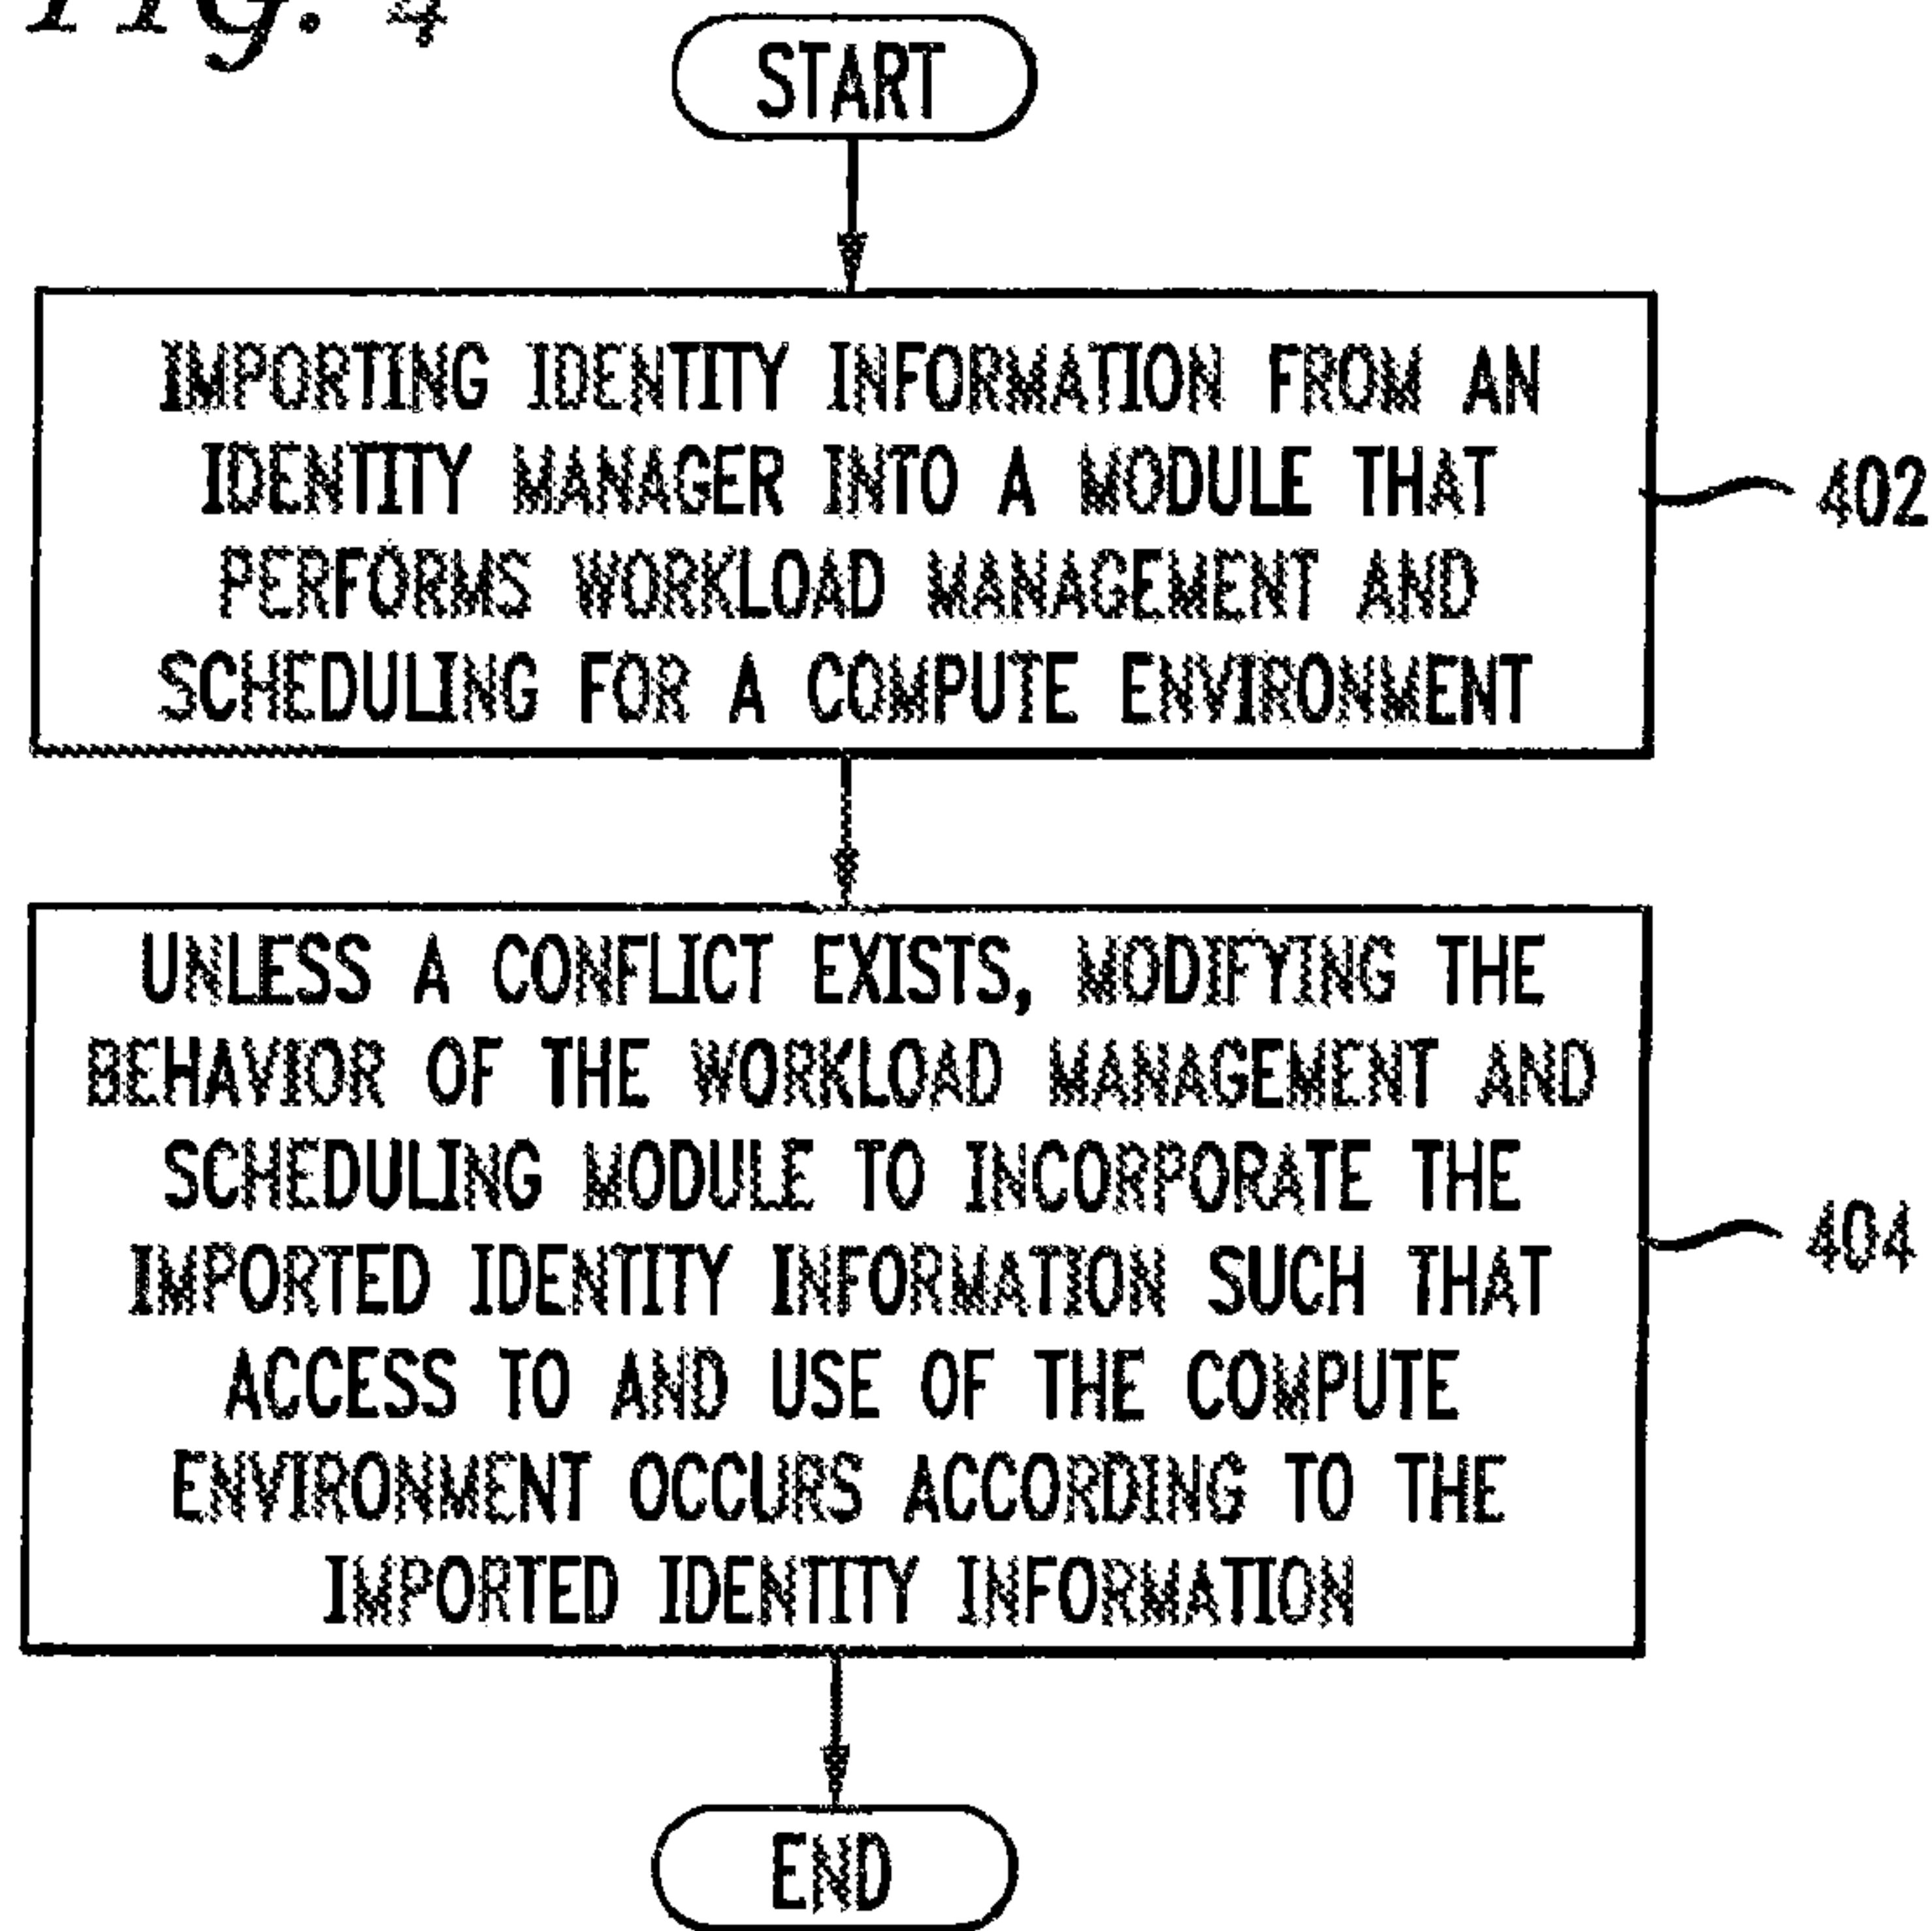 FIG. 4
START
IMPORTING IDENTITY INFORMATION FROM AN
IDENTITY MANAGER INTO A MODULE THAT
PERFORMS WORKLOAD MANAGEMENT AND
SCHEDULING FOR A COMPUTE ENVIRONMENT
402
UNLESS A CONFLICT EXISTS, MODIFYING THE
BEHAVIOR OF THE WORKLOAD MANAGEMENT AND
SCHEDULING MODULE TO INCORPORATE THE
IMPORTED IDENTITY INFORMATION SUCH THAT
ACCESS TO AND USE OF THE COMPUTE
ENVIRONMENT OCCURS ACCORDING TO THE
IMPORTED IDENTITY INFORMATION
404
END